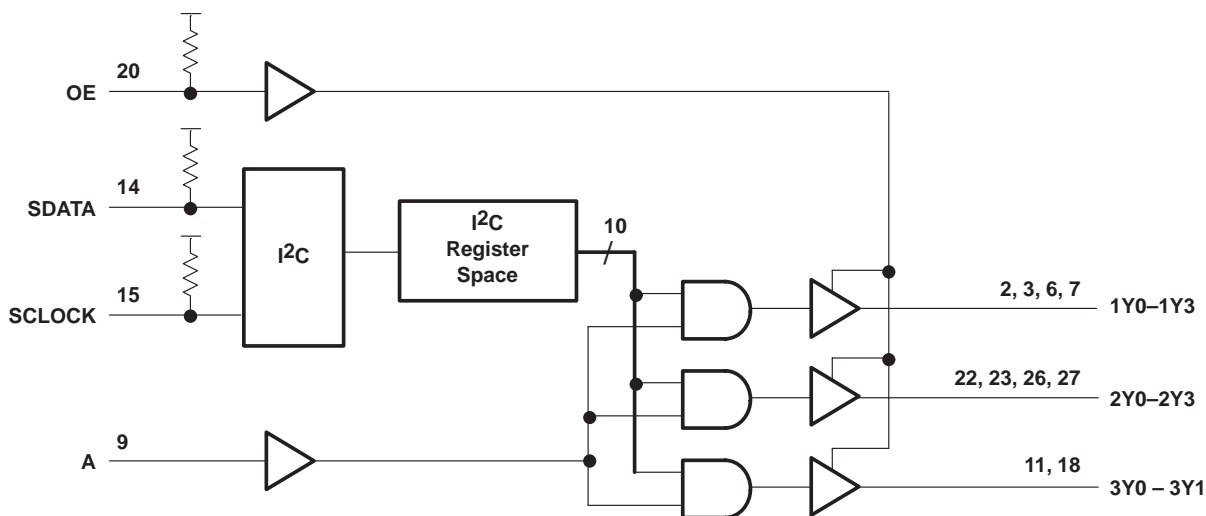 20
OE
14
SDATA
I2C
I2C
Register
Space
10
15
SCLOCK
2, 3, 6, 7
1Y0–1Y3
22, 23, 26, 27
2Y0–2Y3
9
A
11, 18
3Y0 – 3Y1